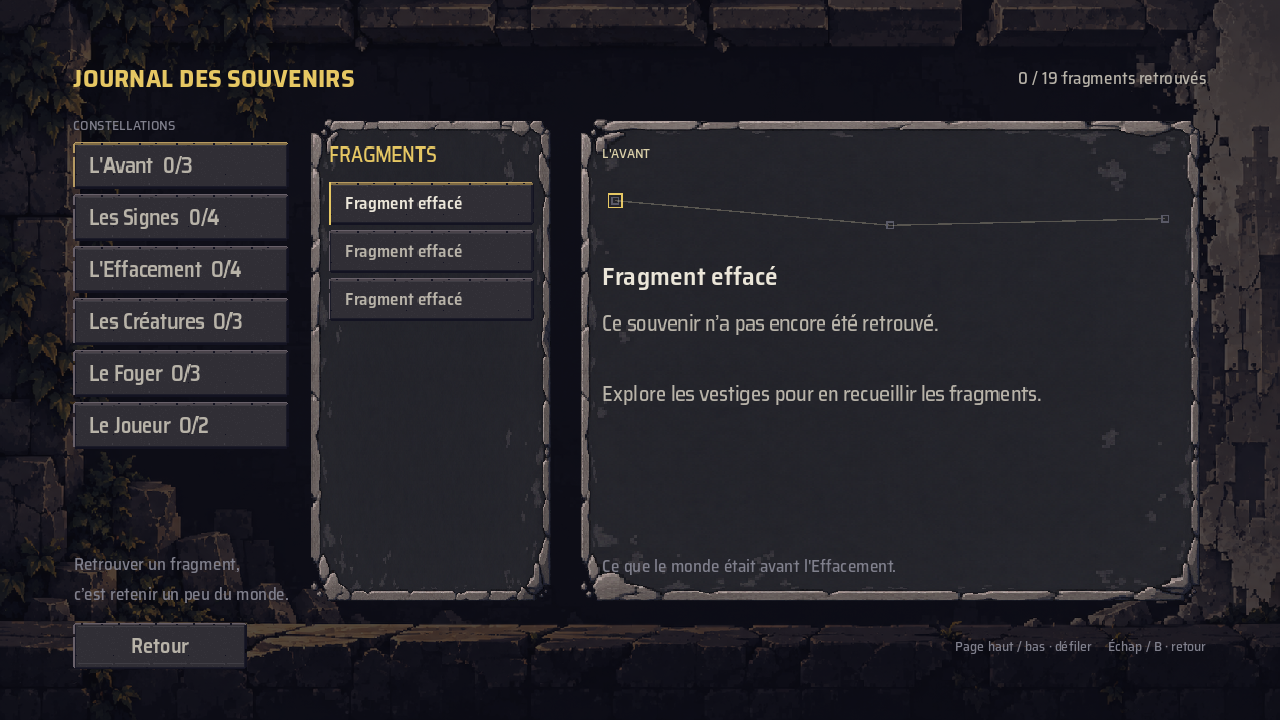 JOURNAL DES SOUVENIRS
0 / 19 fragments retrouvés
CONSTELLATIONS
L'Avant 0/3
Les Signes 0/4
L'Effacement 0/4
Les Créatures 0/3
Le Foyer 0/3
Le Joueur 0/2
Retrouver un fragment,
c’est retenir un peu du monde.
FRAGMENTS
Fragment effacé
Fragment effacé
Fragment effacé
L'AVANT
Fragment effacé
Ce souvenir n’a pas encore été retrouvé.
Explore les vestiges pour en recueillir les fragments.
Ce que le monde était avant l'Effacement.
Retour
Page haut / bas · défiler Échap / B · retour